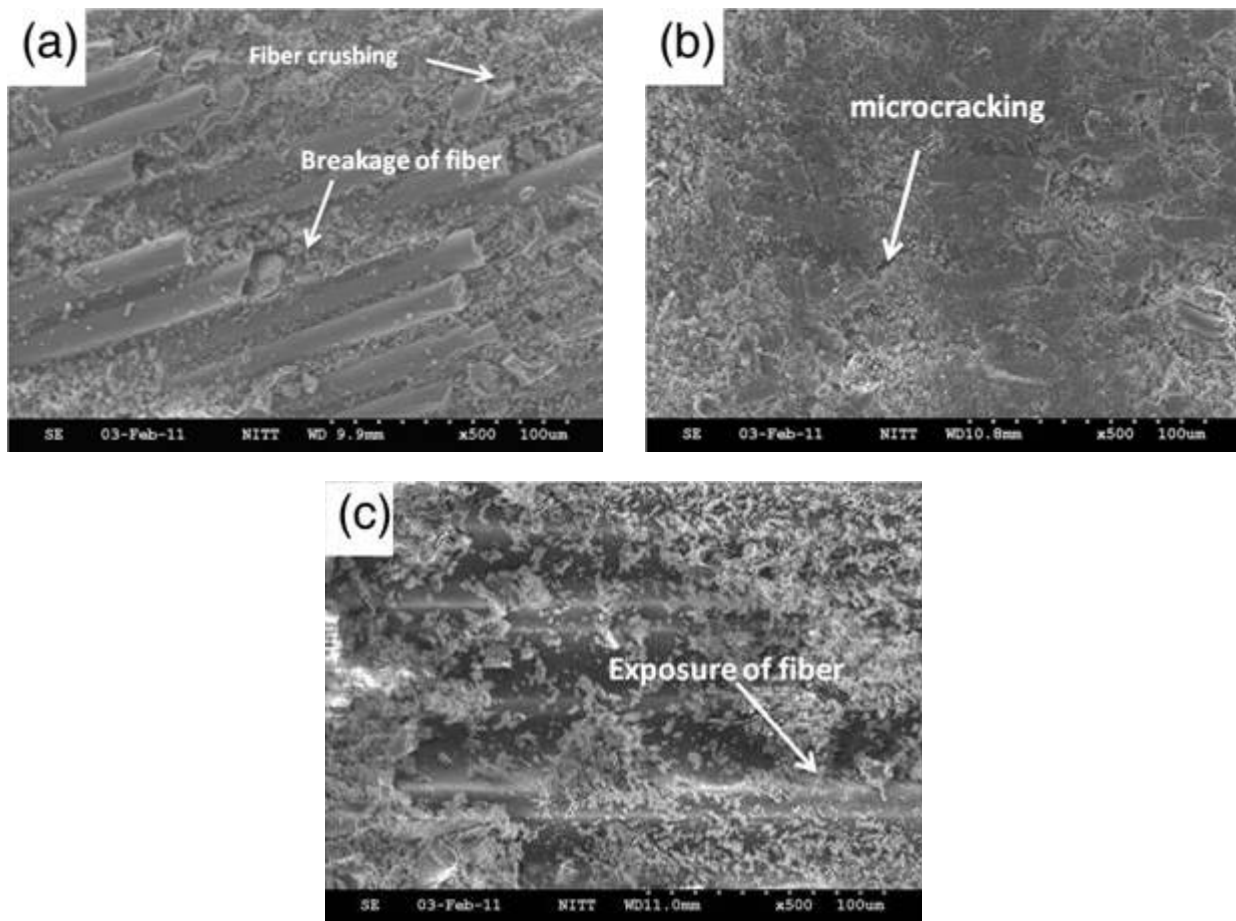 (a)
Fiber crushing
Breakage of fiber
SE 03-Feb-11 NITT WD 9.9mm x500 100um
(b)
microcracking
SE 03-Feb-11 NITT WD10.8mm x500 100um
(c)
Exposure of fiber
SE 03-Feb-11 NITT WD11.0mm x500 100um